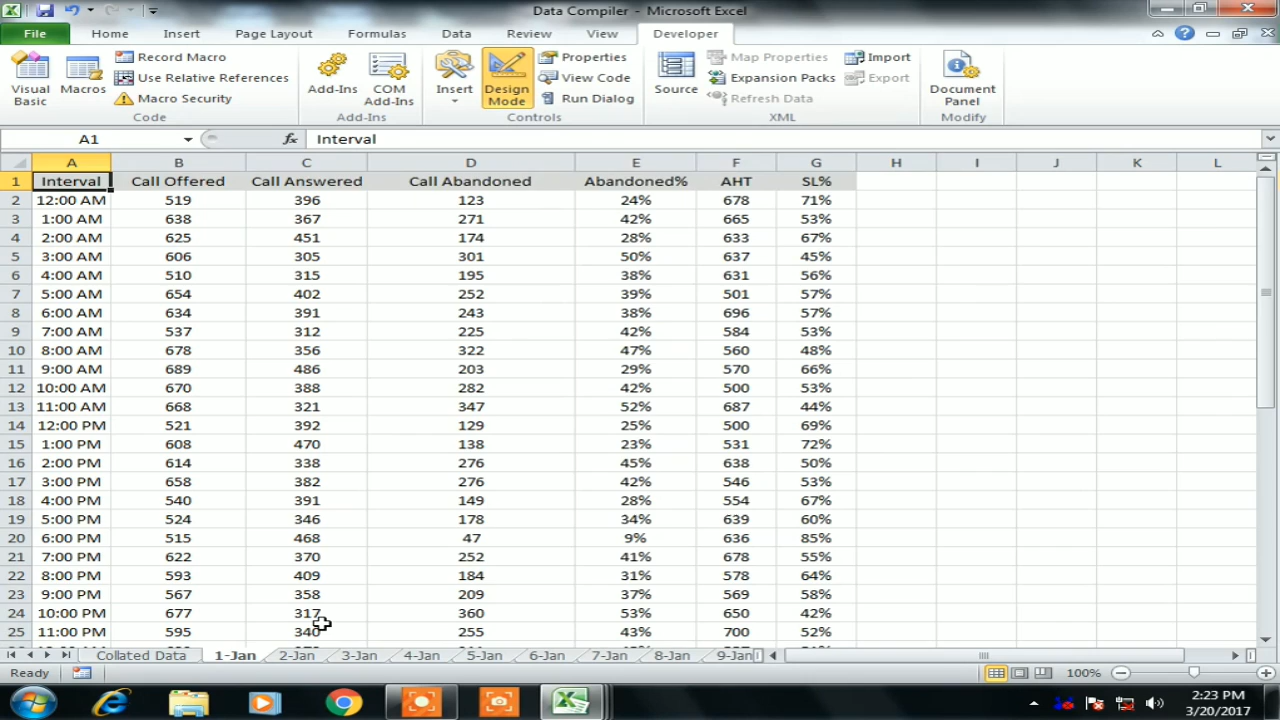 Data Compiler - Microsoft Excel
File Home Insert Page Layout Formulas Data Review View Developer
Visual Basic
Macros
Record Macro
Use Relative References
Macro Security
Code
Add-Ins
COM Add-Ins
Add-Ins
Insert
Design Mode
Properties
View Code
Run Dialog
Controls
Source
Map Properties
Expansion Packs
Refresh Data
Import
Export
XML
Document Panel
Modify
A1 fx Interval
A B C D E F G H I J K L
1 Interval Call Offered Call Answered Call Abandoned Abandoned% AHT SL%
2 12:00 AM 519 396 123 24% 678 71%
3 1:00 AM 638 367 271 42% 665 53%
4 2:00 AM 625 451 174 28% 633 67%
5 3:00 AM 606 305 301 50% 637 45%
6 4:00 AM 510 315 195 38% 631 56%
7 5:00 AM 654 402 252 39% 501 57%
8 6:00 AM 634 391 243 38% 696 57%
9 7:00 AM 537 312 225 42% 584 53%
10 8:00 AM 678 356 322 47% 560 48%
11 9:00 AM 689 486 203 29% 570 66%
12 10:00 AM 670 388 282 42% 500 53%
13 11:00 AM 668 321 347 52% 687 44%
14 12:00 PM 521 392 129 25% 500 69%
15 1:00 PM 608 470 138 23% 531 72%
16 2:00 PM 614 338 276 45% 638 50%
17 3:00 PM 658 382 276 42% 546 53%
18 4:00 PM 540 391 149 28% 554 67%
19 5:00 PM 524 346 178 34% 639 60%
20 6:00 PM 515 468 47 9% 636 85%
21 7:00 PM 622 370 252 41% 678 55%
22 8:00 PM 593 409 184 31% 578 64%
23 9:00 PM 567 358 209 37% 569 58%
24 10:00 PM 677 317 360 53% 650 42%
25 11:00 PM 595 340 255 43% 700 52%
Collated Data 1-Jan 2-Jan 3-Jan 4-Jan 5-Jan 6-Jan 7-Jan 8-Jan 9-Jan
Ready 100%
2:23 PM
3/20/2017